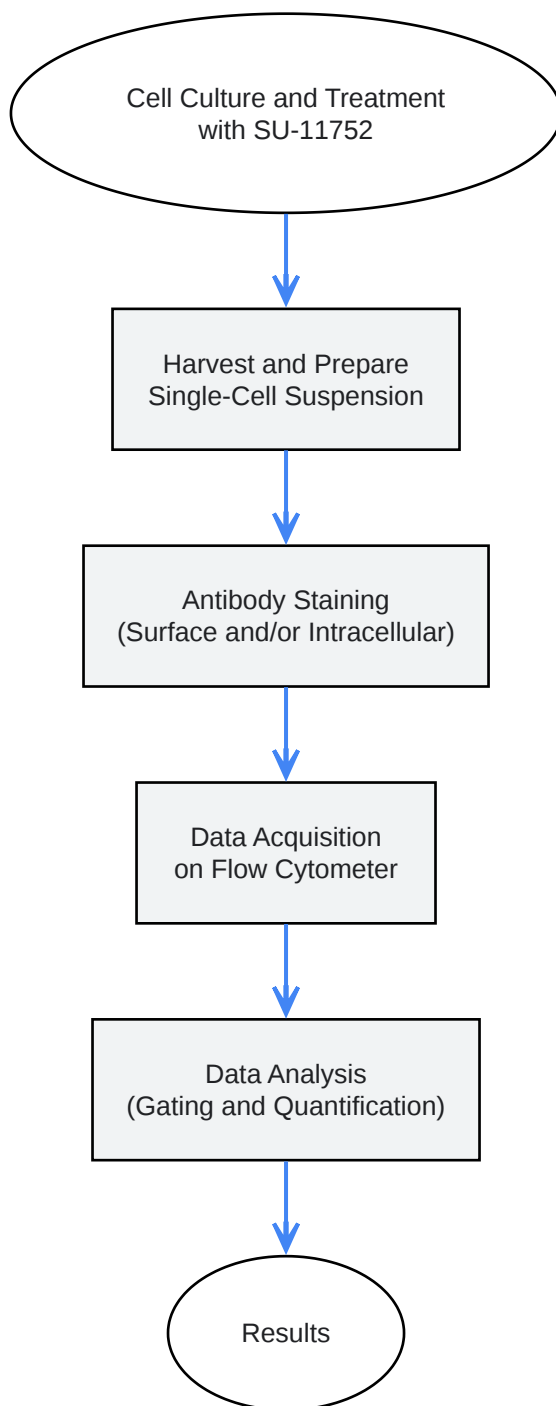 Cell Culture and Treatment
with SU-11752
Harvest and Prepare
Single-Cell Suspension
Antibody Staining
(Surface and/or Intracellular)
Data Acquisition
on Flow Cytometer
Data Analysis
(Gating and Quantification)
Results